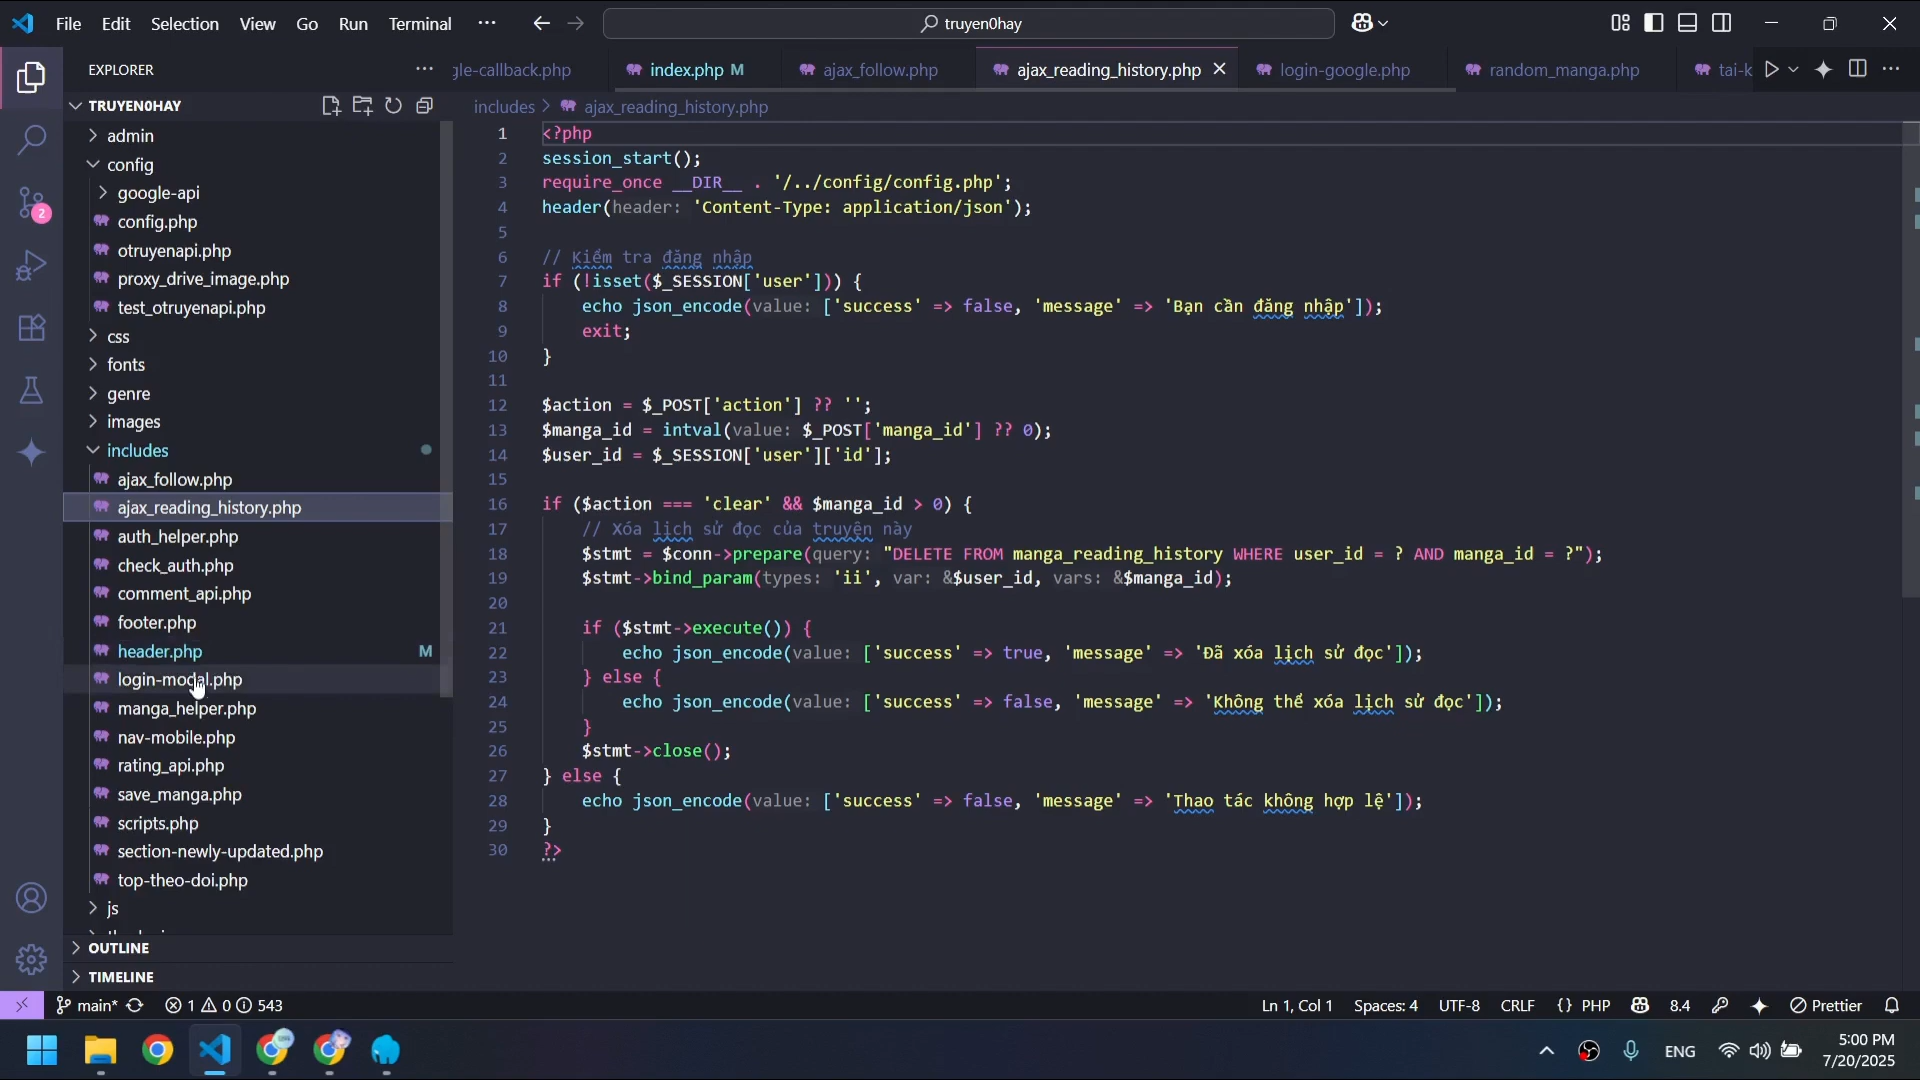 File Edit Selection View Go Run Terminal ···
truyen0hay
EXPLORER
gle-callback.php
index.php M
ajax_follow.php
ajax_reading_history.php
login-google.php
random_manga.php
tai-k
TRUYEN0HAY
admin
config
google-api
config.php
otruyenapi.php
proxy_drive_image.php
test_otruyenapi.php
css
fonts
genre
images
includes
ajax_follow.php
ajax_reading_history.php
auth_helper.php
check_auth.php
comment_api.php
footer.php
header.php M
login-modal.php
manga_helper.php
nav-mobile.php
rating_api.php
save_manga.php
scripts.php
section-newly-updated.php
top-theo-doi.php
js
OUTLINE
TIMELINE
includes > ajax_reading_history.php
1 <?php
2 session_start();
3 require_once __DIR__ . '/../config/config.php';
4 header(header: 'Content-Type: application/json');
5
6 // Kiểm tra đăng nhập
7 if (!isset($_SESSION['user'])) {
8 echo json_encode(value: ['success' => false, 'message' => 'Bạn cần đăng nhập']);
9 exit;
10 }
11
12 $action = $_POST['action'] ?? '';
13 $manga_id = intval(value: $_POST['manga_id'] ?? 0);
14 $user_id = $_SESSION['user']['id'];
15
16 if ($action === 'clear' && $manga_id > 0) {
17 // Xóa lịch sử đọc của truyện này
18 $stmt = $conn->prepare(query: "DELETE FROM manga_reading_history WHERE user_id = ? AND manga_id = ?");
19 $stmt->bind_param(types: 'ii', var: &$user_id, vars: &$manga_id);
20
21 if ($stmt->execute()) {
22 echo json_encode(value: ['success' => true, 'message' => 'Đã xóa lịch sử đọc']);
23 } else {
24 echo json_encode(value: ['success' => false, 'message' => 'Không thể xóa lịch sử đọc']);
25 }
26 $stmt->close();
27 } else {
28 echo json_encode(value: ['success' => false, 'message' => 'Thao tác không hợp lệ']);
29 }
30 ?>
2
main* 1 0 543
Ln 1, Col 1 Spaces: 4 UTF-8 CRLF {} PHP 8.4 Prettier
ENG
5:00 PM
7/20/2025